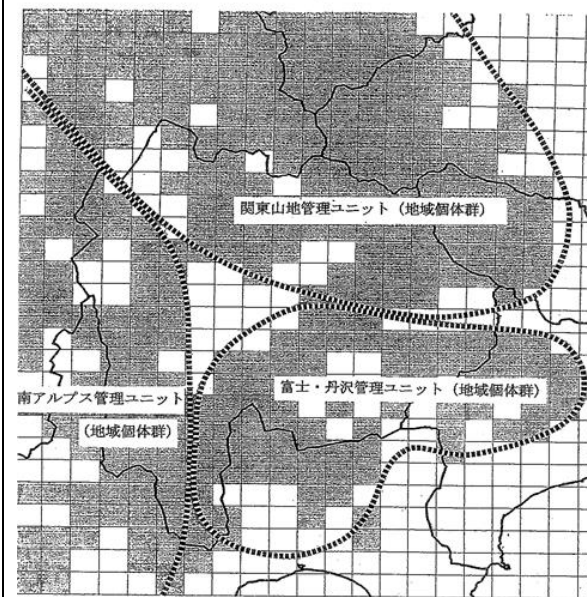 関東山地管理ユニット（地域個体群）
富士・丹沢管理ユニット（地域個体群）
南アルプス管理ユニット
（地域個体群）